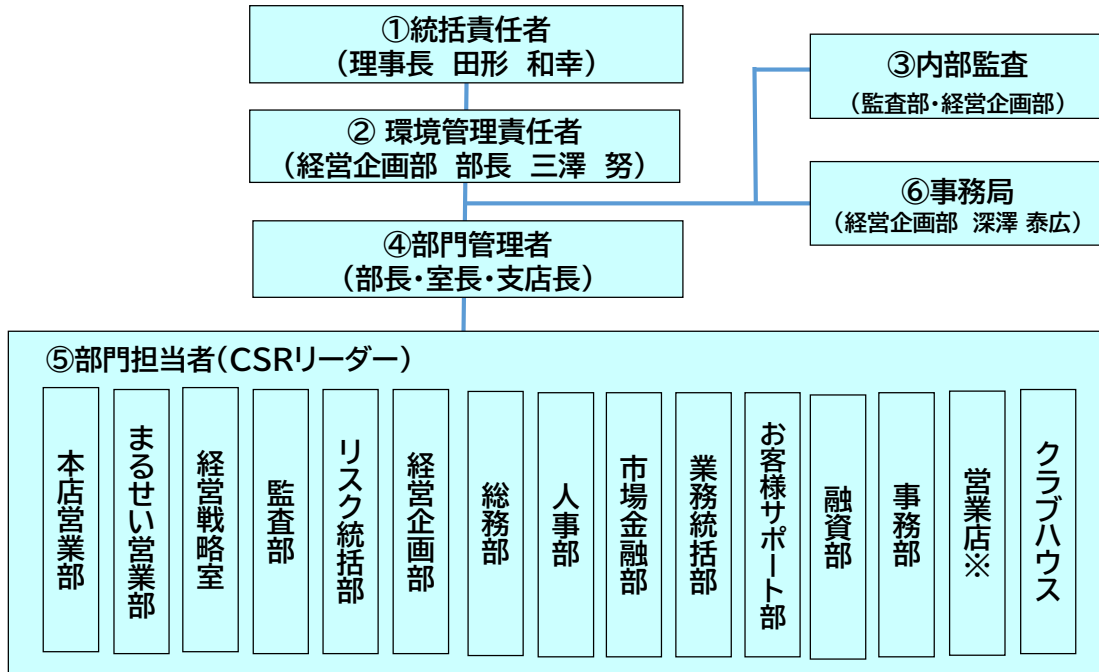 ①統括責任者
（理事長 田形 和幸）
② 環境管理責任者
（経営企画部 部長 三澤 努）
③内部監査
（監査部・経営企画部）
⑥事務局
（経営企画部 深澤 泰広）
④部門管理者
（部長・室長・支店長）
⑤部門担当者（CSRリーダー）
本店営業部
まるせい営業部
経営戦略室
監査部
リスク統括部
経営企画部
総務部
人事部
市場金融部
業務統括部
お客様サポート部
融資部
事務部
営業店※
クラブハウス